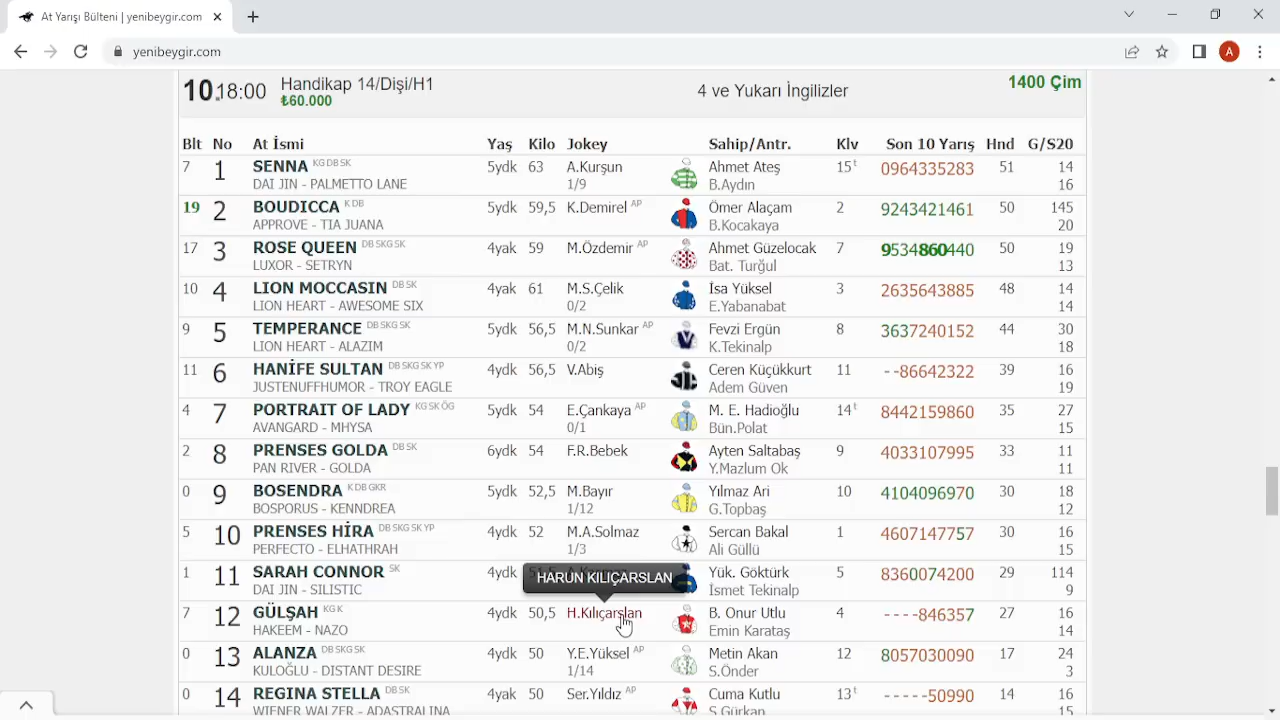 At Yarışı Bülteni | yenibeygir.com
yenibeygir.com
A
10.18:00 Handikap 14/Dişi/H1 4 ve Yukarı İngilizler 1400 Çim
₺60.000
Blt No At İsmi Yaş Kilo Jokey Sahip/Antr. Klv Son 10 Yarış Hnd G/S20
7 1 SENNA KG DB SK 5ydk 63 A.Kurşun Ahmet Ateş 15 t 0964335283 51 14
DAI JIN - PALMETTO LANE 1/9 B.Aydın 16
19 2 BOUDICCA K DB 5ydk 59,5 K.Demirel AP Ömer Alaçam 2 9243421461 50 145
APPROVE - TIA JUANA B.Kocakaya 20
17 3 ROSE QUEEN DB SKG SK 4yak 59 M.Özdemir AP Ahmet Güzelocak 7 9534860440 50 19
LUXOR - SETRYN Bat. Turğul 13
10 4 LION MOCCASIN DB SK 4yak 61 M.S.Çelik İsa Yüksel 3 2635643885 48 14
LION HEART - AWESOME SIX 0/2 E.Yabanabat 14
9 5 TEMPERANCE DB SKG SK 5ydk 56,5 M.N.Sunkar AP Fevzi Ergün 8 3637240152 44 30
LION HEART - ALAZIM 0/2 K.Tekinalp 18
11 6 HANİFE SULTAN DB SKG SK YP 4ydk 56,5 V.Abiş Ceren Küçükkurt 11 --86642322 39 16
JUSTENUFFHUMOR - TROY EAGLE Adem Güven 19
4 7 PORTRAIT OF LADY KG SK ÖG 5ydk 54 E.Çankaya AP M. E. Hadioğlu 14 t 8442159860 35 27
AVANGARD - MHYSA 0/1 Bün.Polat 15
2 8 PRENSES GOLDA DB SK 6ydk 54 F.R.Bebek Ayten Saltabaş 9 4033107995 33 11
PAN RIVER - GOLDA Y.Mazlum Ok 11
0 9 BOSENDRA K DB GKR 5ydk 52,5 M.Bayır Yılmaz Ari 10 4104096970 30 18
BOSPORUS - KENNDREA 1/12 G.Topbaş 12
5 10 PRENSES HİRA DB SKG SK YP 4ydk 52 M.A.Solmaz Sercan Bakal 1 4607147757 30 16
PERFECTO - ELHATHRAH 1/3 Ali Güllü 15
1 11 SARAH CONNOR SK 4ydk Yük. Göktürk 5 8360074200 29 114
DAI JIN - SILISTIC HARUN KILIÇARSLAN İsmet Tekinalp 9
7 12 GÜLŞAH KG K 4ydk 50,5 H.Kılıçarslan B. Onur Utlu 4 ----846357 27 16
HAKEEM - NAZO Emin Karataş 14
0 13 ALANZA DB SKG SK 4ydk 50 Y.E.Yüksel AP Metin Akan 12 8057030090 17 24
KULOĞLU - DISTANT DESIRE 1/14 S.Önder 3
0 14 REGINA STELLA DB SK 4yak 50 Ser.Yıldız AP Cuma Kutlu 13 t -----50990 14 16
WIENER WALZER - ADASTRALINA S.Gürkan 15